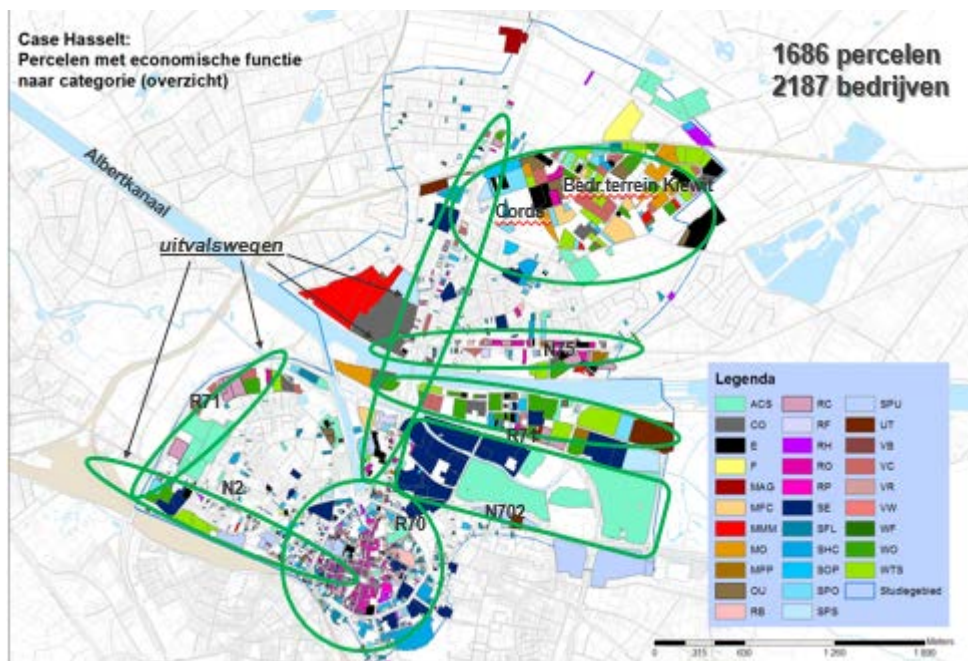 Case Hasselt:
Percelen met economische functie
naar categorie (overzicht)
1686 percelen
2187 bedrijven
Albertkanaal
Bedr.terrein Kiewit
Corda
uitvalswegen
N75
R71
R71
N2
R70
N702
Legenda
ACS
CO
E
F
MAG
MFC
MMM
MO
MPP
OU
RB
RC
RF
RH
RO
RP
SE
SFL
SHC
SOP
SPO
SPS
SPU
UT
VB
VC
VR
VW
WF
WO
WTS
Studiegebied
Meters
0 315 630 1 260 1 890